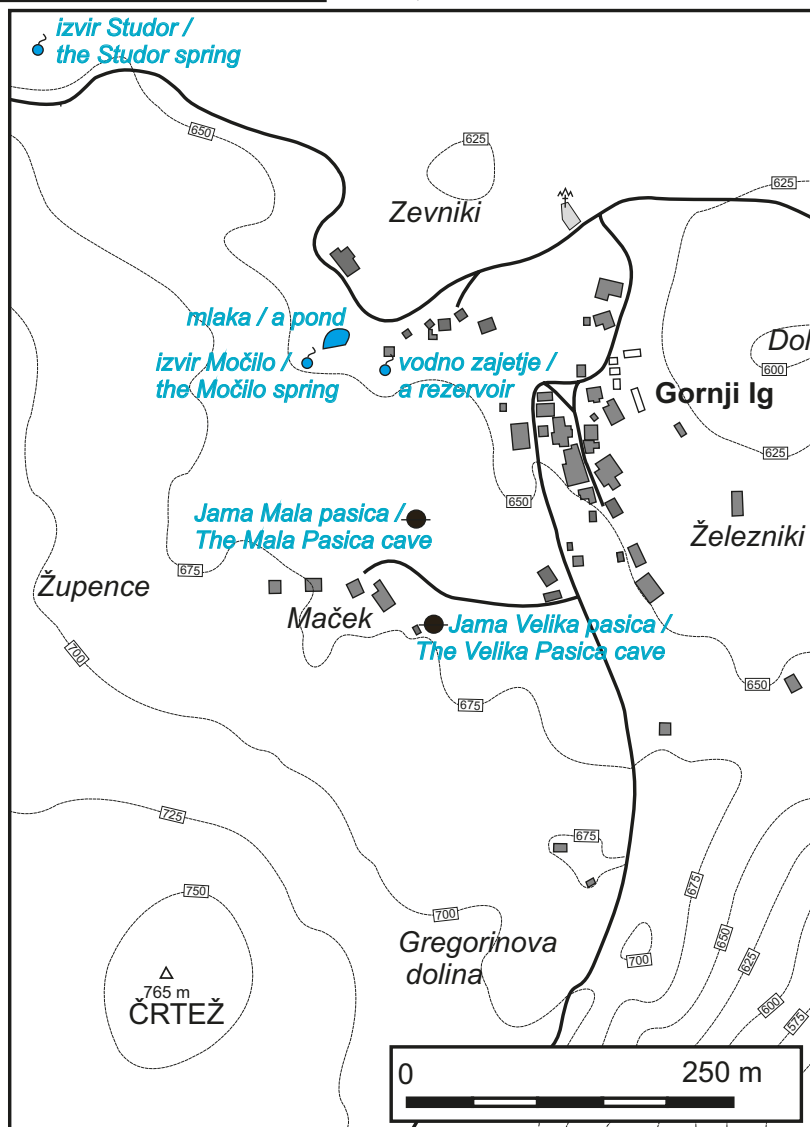 izvir Studor /
the Studor spring
650
625
625
Zevniki
mlaka / a pond
izvir Močilo /
the Močilo spring
vodno zajetje /
a rezervoir
Dol
600
Gornji Ig
625
650
Jama Mala pasica /
The Mala Pasica cave
Železniki
675
Župence
Maček
Jama Velika pasica /
The Velika Pasica cave
700
650
675
725
675
675
750
700
650
Gregorinova
dolina
700
625
765 m
ČRTEŽ
600
575
0
250 m